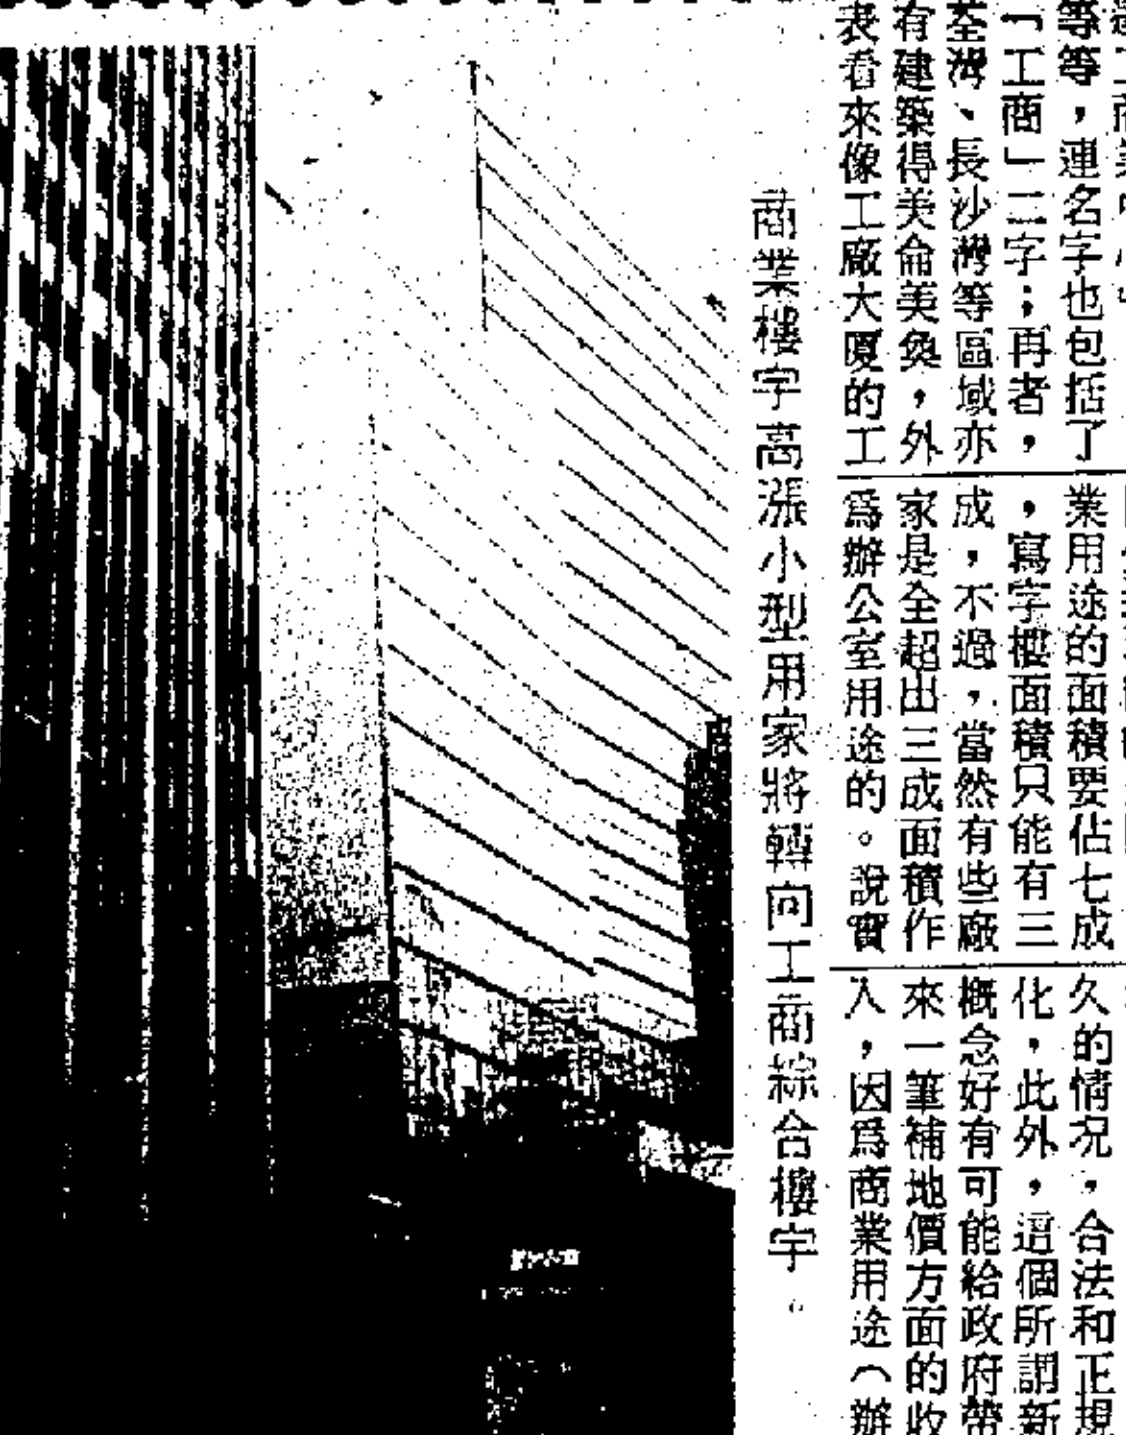 等等，連名字也包括了
「工商」二字；再者，
荃灣、長沙灣等區域亦
有建築得美侖美奐，外
表看來像工廠大厦的工
業用途的面積要佔七成
，寫字樓面積只能有三
成，不過，當然有些廠
家是全超出三成面積作
爲辦公室用途的。說實
久的情况，合法和正規
化，此外，這個所謂新
概念好有可能給政府帶
來一筆補地價方面的收
入，因爲商業用途（辦
商業樓宇高漲小型用家將轉向工商綜合樓宇。